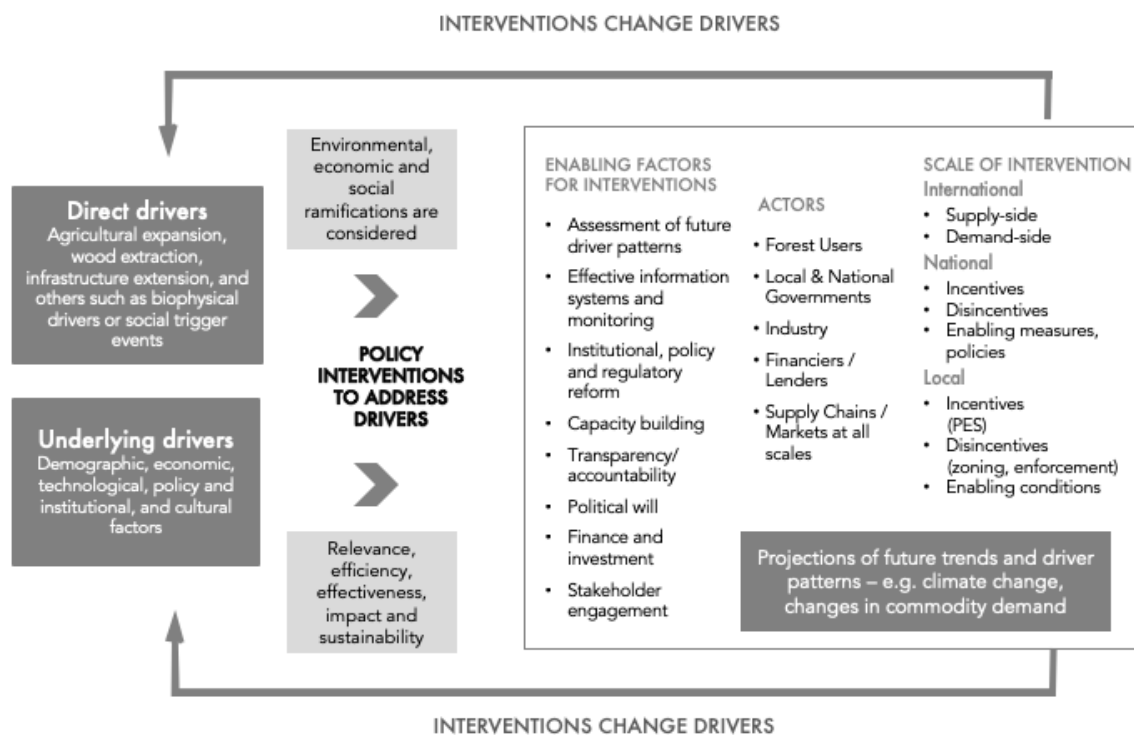 INTERVENTIONS CHANGE DRIVERS
Direct drivers
Agricultural expansion,
wood extraction,
infrastructure extension, and
others such as biophysical
drivers or social trigger
events
Underlying drivers
Demographic, economic,
technological, policy and
institutional, and cultural
factors
Environmental,
economic and
social
ramifications are
considered
POLICY
INTERVENTIONS
TO ADDRESS
DRIVERS
Relevance,
efficiency,
effectiveness,
impact and
sustainability
ENABLING FACTORS
FOR INTERVENTIONS
• Assessment of future
driver patterns
• Effective information
systems and
monitoring
• Institutional, policy
and regulatory
reform
• Capacity building
• Transparency/
accountability
• Political will
• Finance and
investment
• Stakeholder
engagement
ACTORS
• Forest Users
• Local & National
Governments
• Industry
• Financiers /
Lenders
• Supply Chains /
Markets at all
scales
SCALE OF INTERVENTION
International
• Supply-side
• Demand-side
National
• Incentives
• Disincentives
• Enabling measures,
policies
Local
• Incentives
(PES)
• Disincentives
(zoning, enforcement)
• Enabling conditions
Projections of future trends and driver
patterns – e.g. climate change,
changes in commodity demand
INTERVENTIONS CHANGE DRIVERS